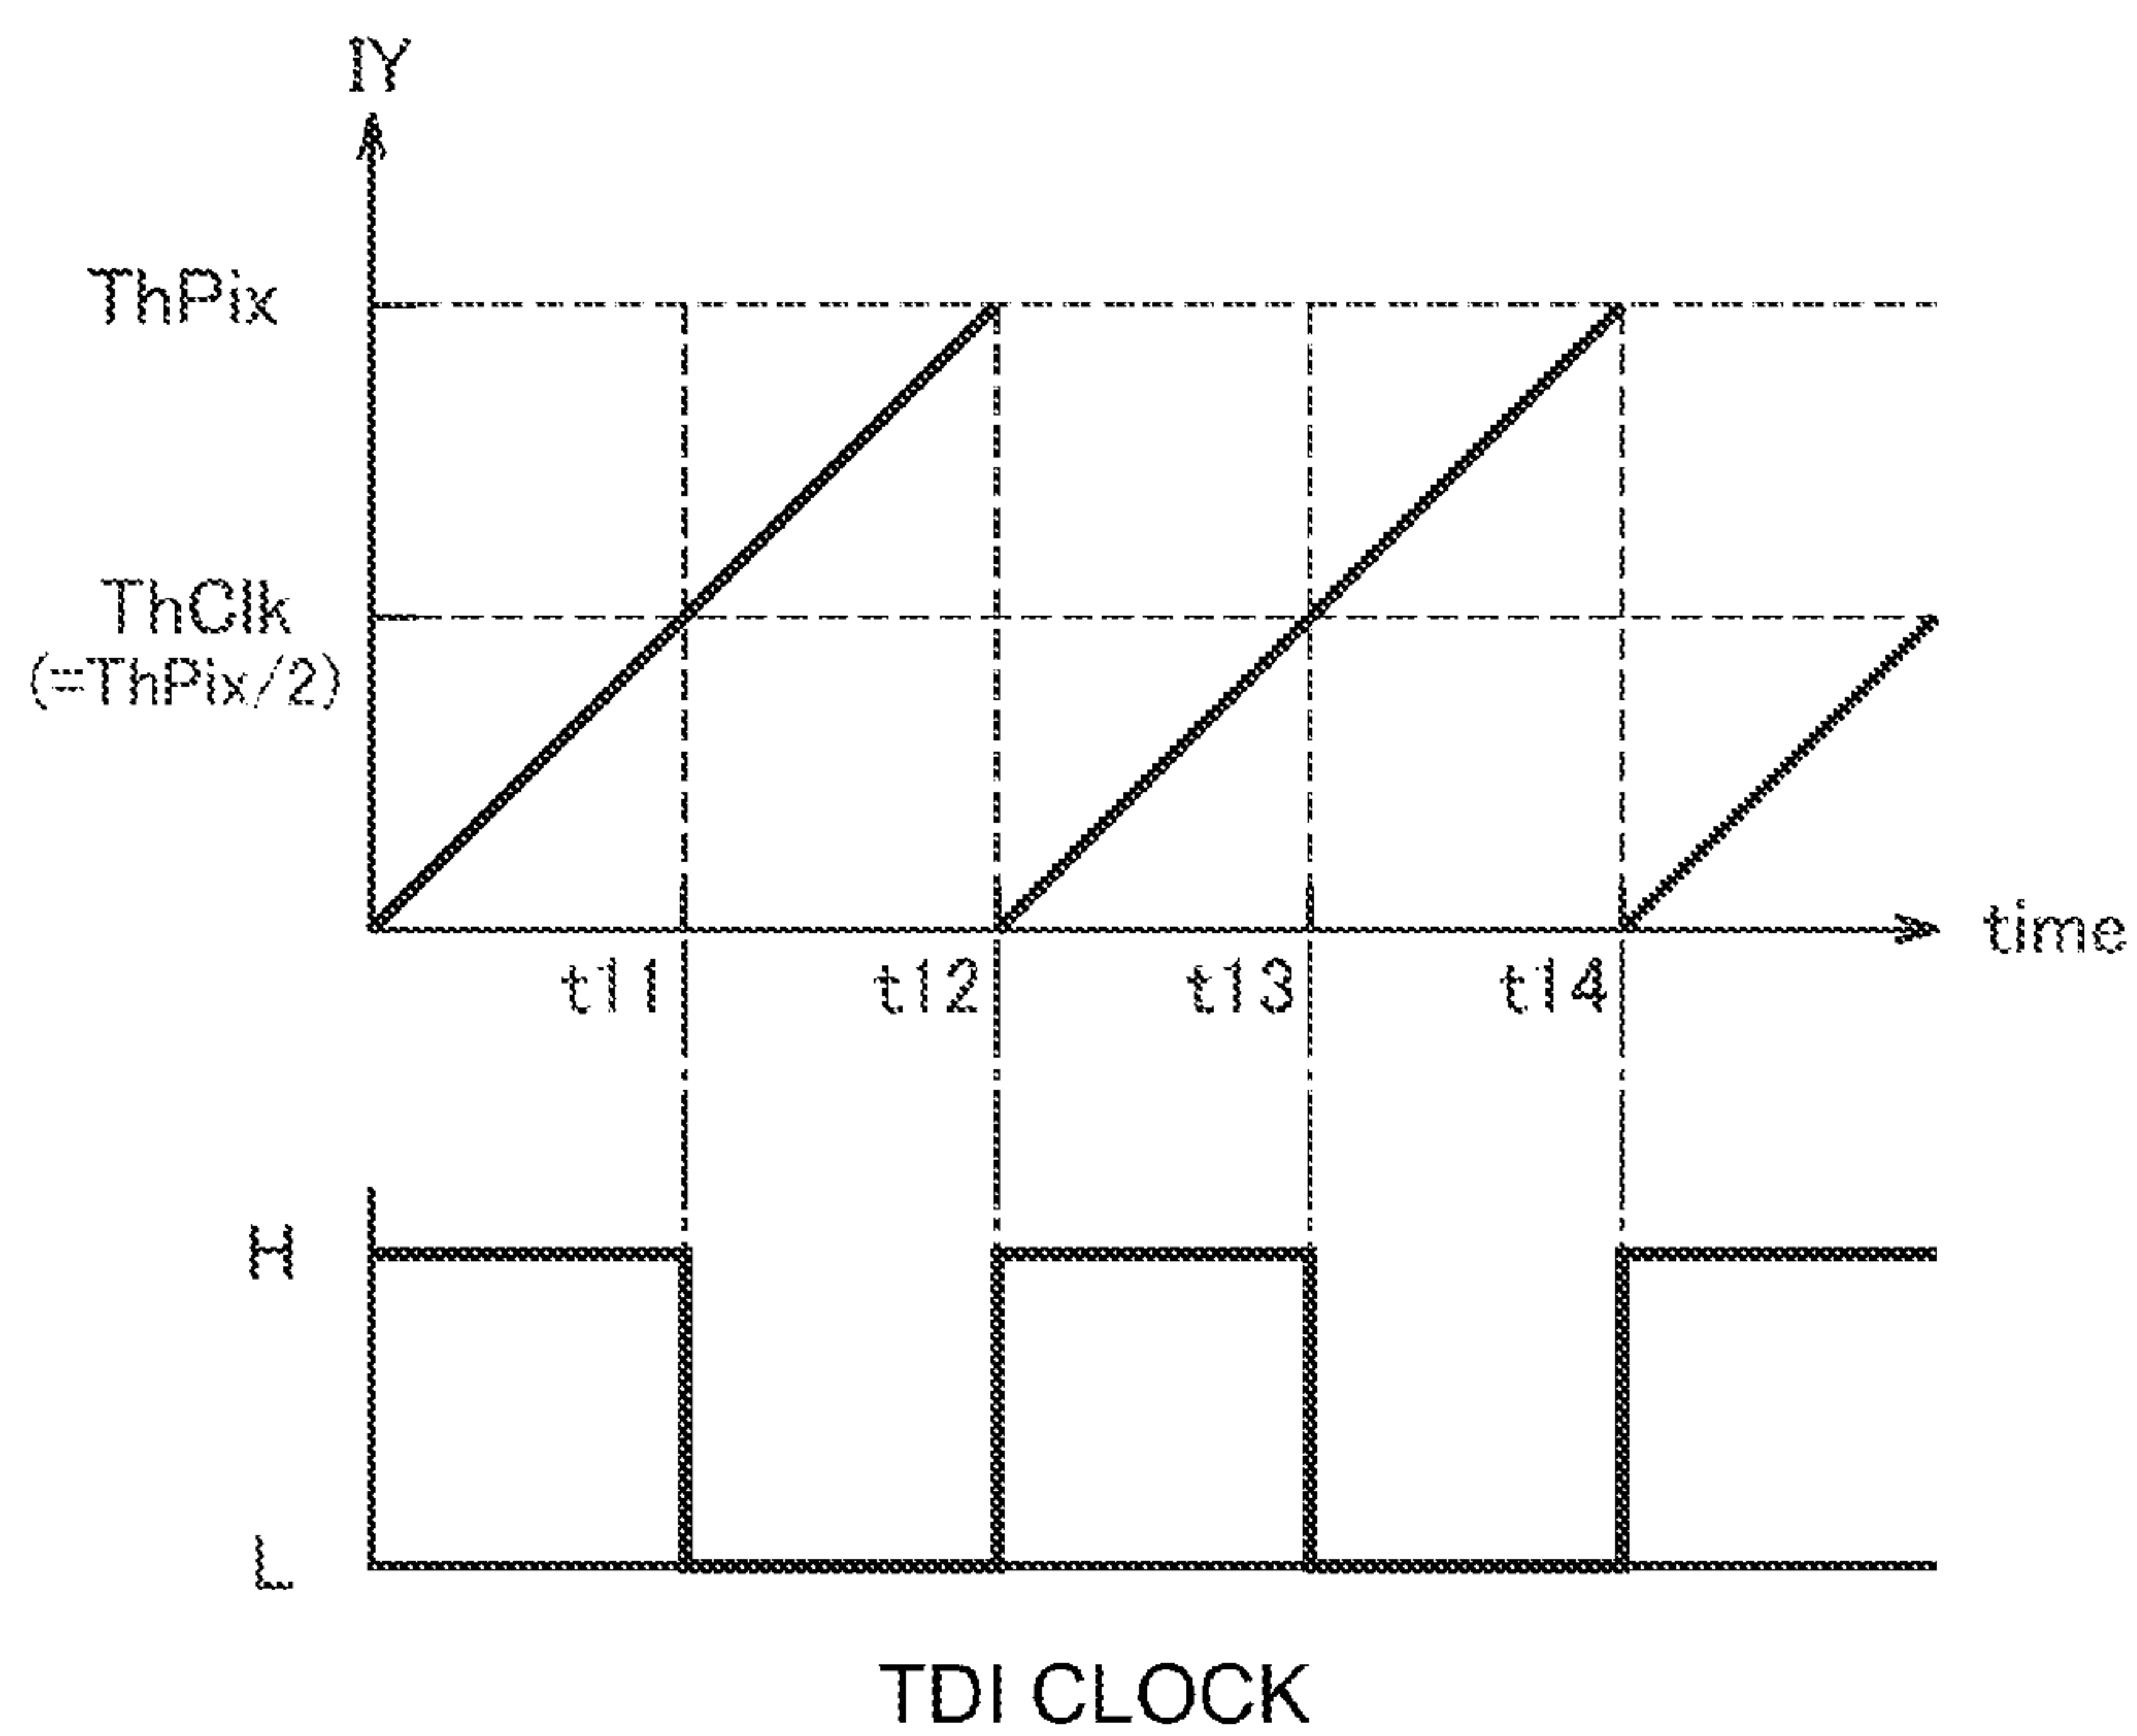 IY
ThPix
ThClk
(=ThPix/2)
time
t11 t12 t13 t14
H
L
TDI CLOCK